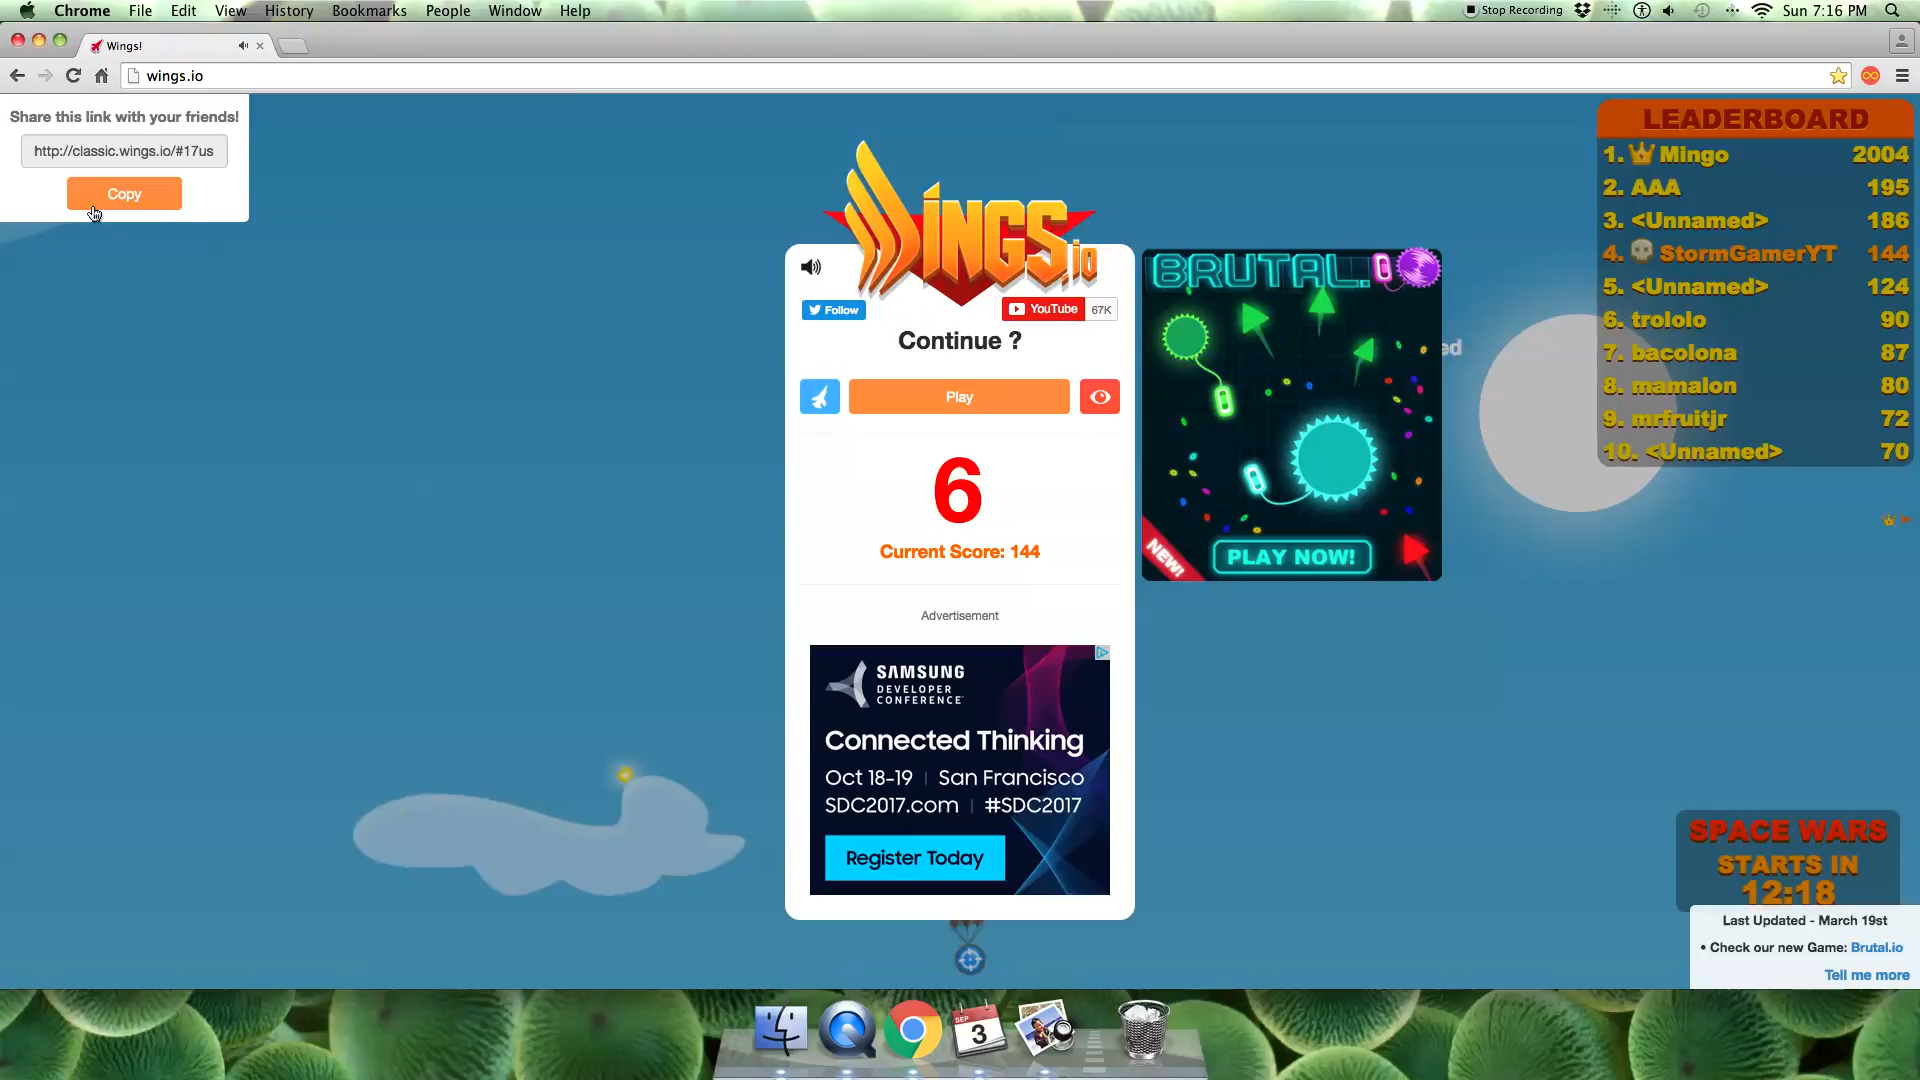 Chrome File Edit View History Bookmarks People Window Help
Stop Recording Sun 7:16 PM
Wings!
wings.io
Share this link with your friends!
http://classic.wings.io/#17us
Copy
WINGS.io
Follow
YouTube 67K
Continue ?
Play
6
Current Score: 144
Advertisement
SAMSUNG
DEVELOPER
CONFERENCE
Connected Thinking
Oct 18-19 | San Francisco
SDC2017.com | #SDC2017
Register Today
BRUTAL.
NEW!
PLAY NOW!
ed
LEADERBOARD
1. Mingo 2004
2. AAA 195
3. <Unnamed> 186
4. StormGamerYT 144
5. <Unnamed> 124
6. trololo 90
7. bacolona 87
8. mamalon 80
9. mrfruitjr 72
10. <Unnamed> 70
SPACE WARS
STARTS IN
12:18
Last Updated - March 19st
• Check our new Game: Brutal.io
Tell me more
SEP
3